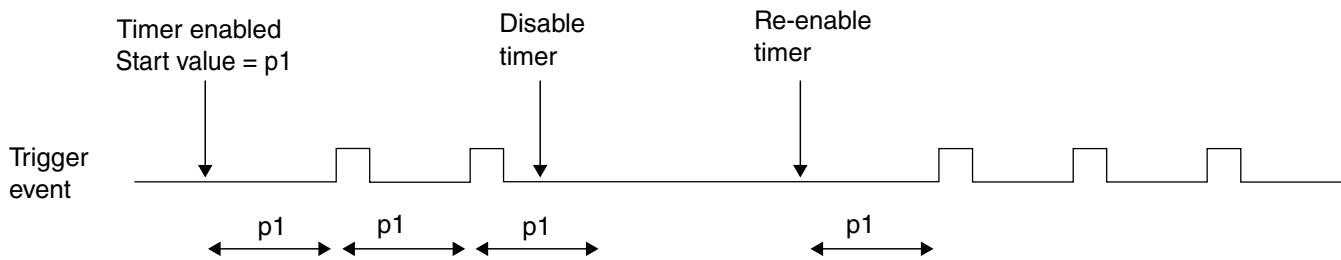 Timer enabled
Start value = p1
Disable
timer
Re-enable
timer
Trigger
event
p1
p1
p1
p1